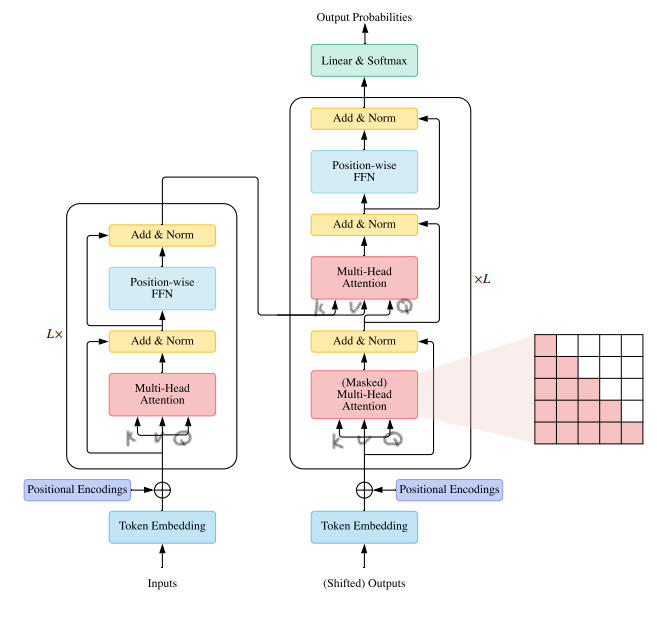 Output Probabilities
Linear & Softmax
Add & Norm
Position-wise
FFN
Add & Norm
Multi-Head
Attention
K V Q
×L
Add & Norm
(Masked)
Multi-Head
Attention
K V Q
Positional Encodings
Token Embedding
(Shifted) Outputs
Add & Norm
Position-wise
FFN
L×
Add & Norm
Multi-Head
Attention
K V Q
Positional Encodings
Token Embedding
Inputs